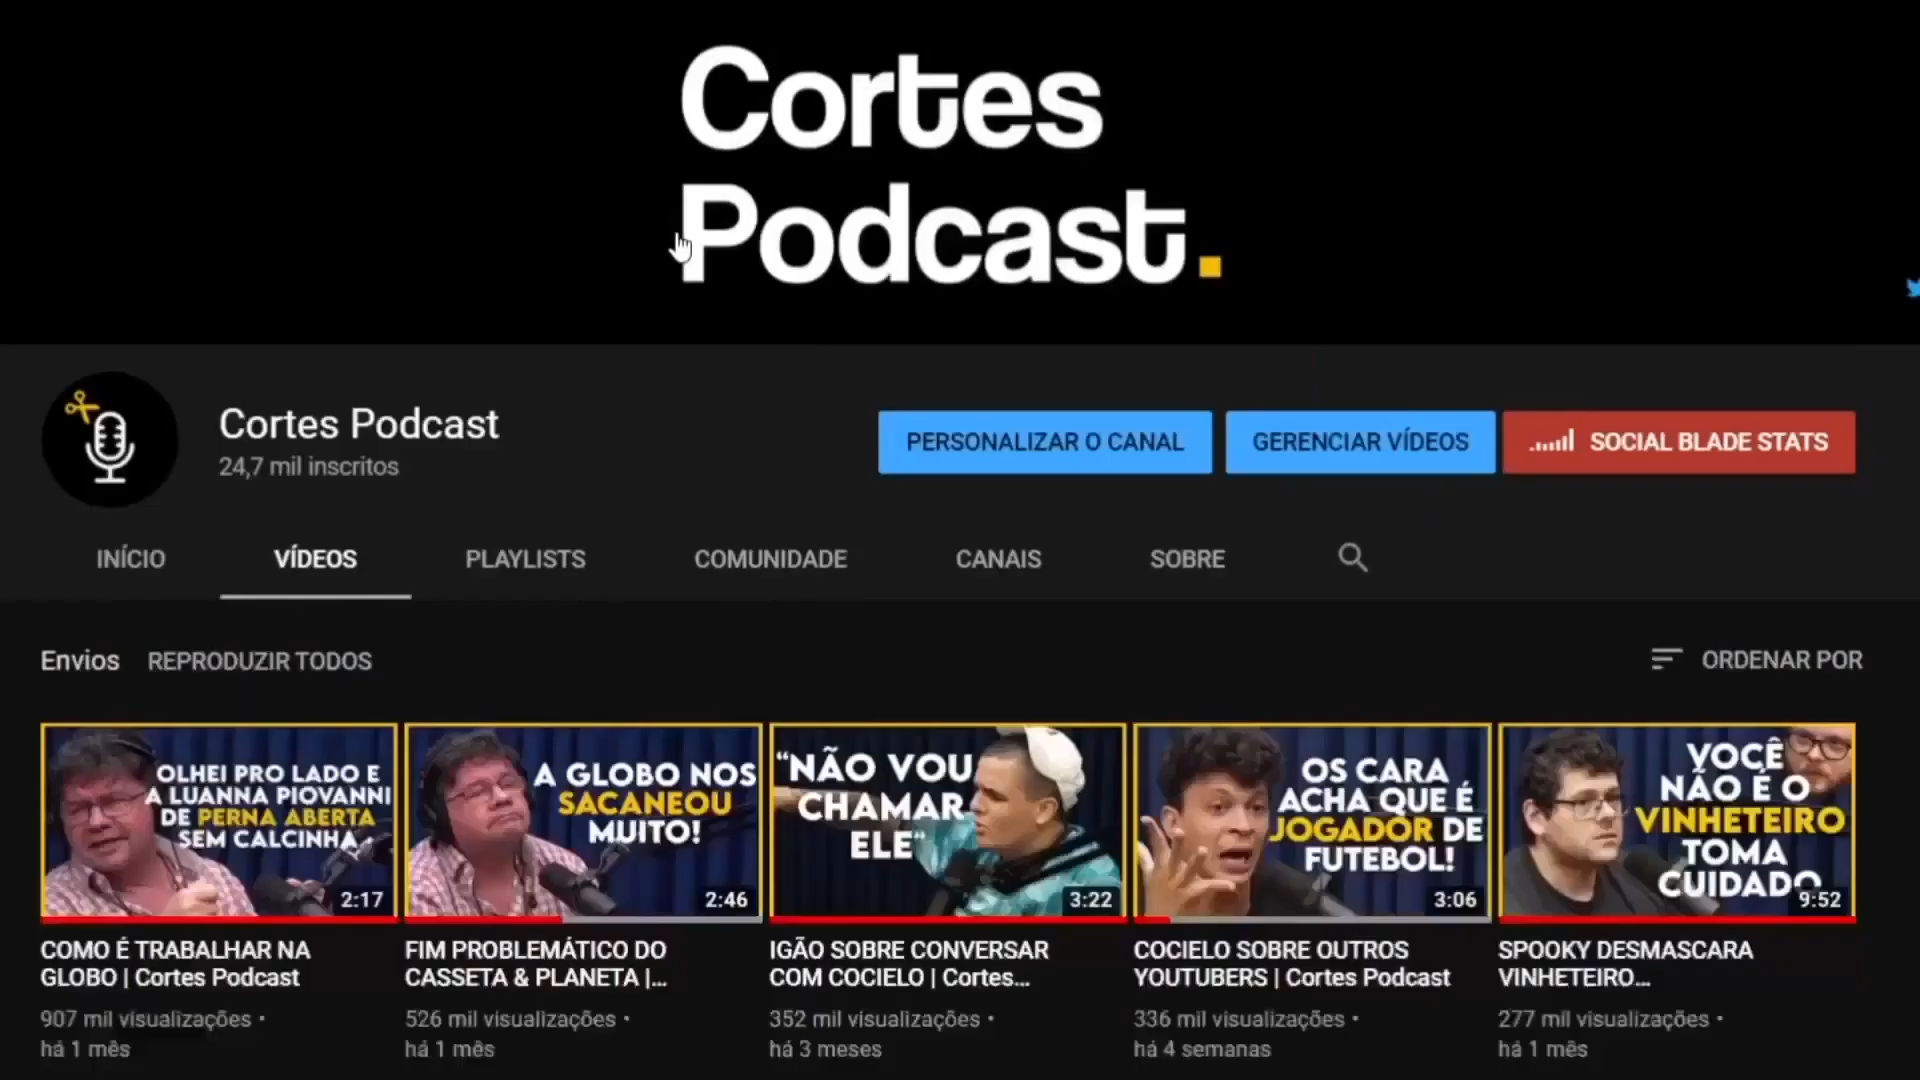 Cortes
Podcast.
Cortes Podcast
24,7 mil inscritos
PERSONALIZAR O CANAL
GERENCIAR VÍDEOS
SOCIAL BLADE STATS
INÍCIO
VÍDEOS
PLAYLISTS
COMUNIDADE
CANAIS
SOBRE
Envios
REPRODUZIR TODOS
ORDENAR POR
OLHEI PRO LADO E
A LUANNA PIOVANNI
DE PERNA ABERTA
SEM CALCINHA
2:17
A GLOBO NOS
SACANEOU
MUITO!
2:46
“NÃO VOU
CHAMAR
ELE“
3:22
OS CARA
ACHA QUE É
JOGADOR DE
FUTEBOL!
3:06
VOCÊ
NÃO É O
VINHETEIRO
TOMA
CUIDADO
9:52
COMO É TRABALHAR NA
GLOBO | Cortes Podcast
907 mil visualizações •
há 1 mês
FIM PROBLEMÁTICO DO
CASSETA & PLANETA |...
526 mil visualizações •
há 1 mês
IGÃO SOBRE CONVERSAR
COM COCIELO | Cortes...
352 mil visualizações •
há 3 meses
COCIELO SOBRE OUTROS
YOUTUBERS | Cortes Podcast
336 mil visualizações •
há 4 semanas
SPOOKY DESMASCARA
VINHETEIRO...
277 mil visualizações •
há 1 mês